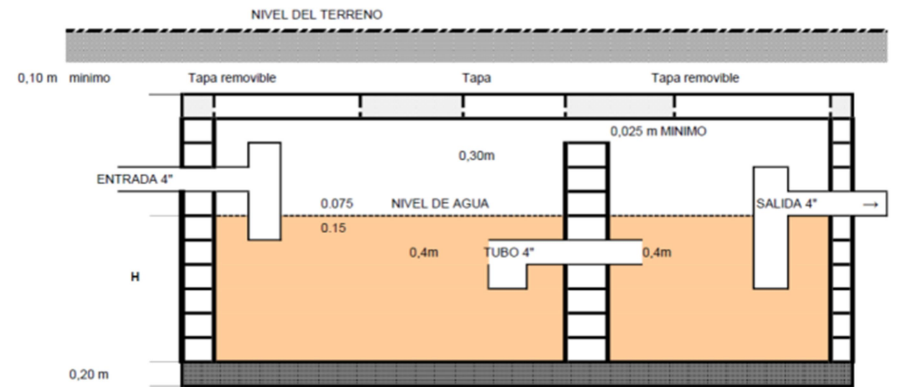 NIVEL DEL TERRENO
0,10 m minimo Tapa removible Tapa Tapa removible
0,025 m MINIMO
0,30m
ENTRADA 4"
0.075 NIVEL DE AGUA SALIDA 4" →
0.15
0,4m TUBO 4" 0,4m
H
0,20 m